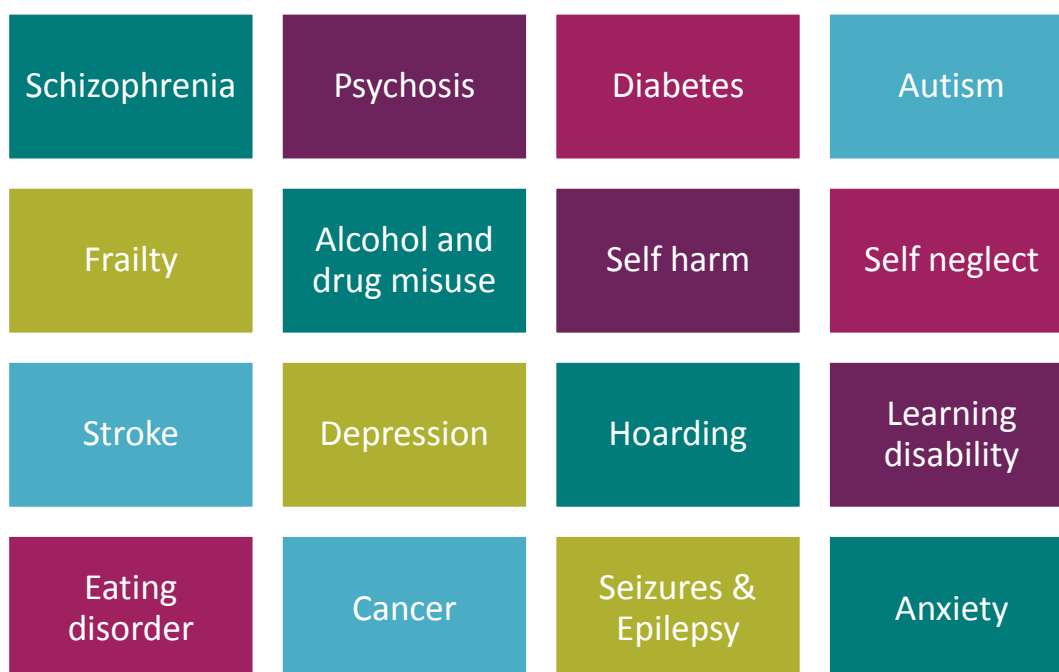 Schizophrenia
Psychosis
Diabetes
Autism
Frailty
Alcohol and
drug misuse
Self harm
Self neglect
Stroke
Depression
Hoarding
Learning
disability
Eating
disorder
Cancer
Seizures &
Epilepsy
Anxiety